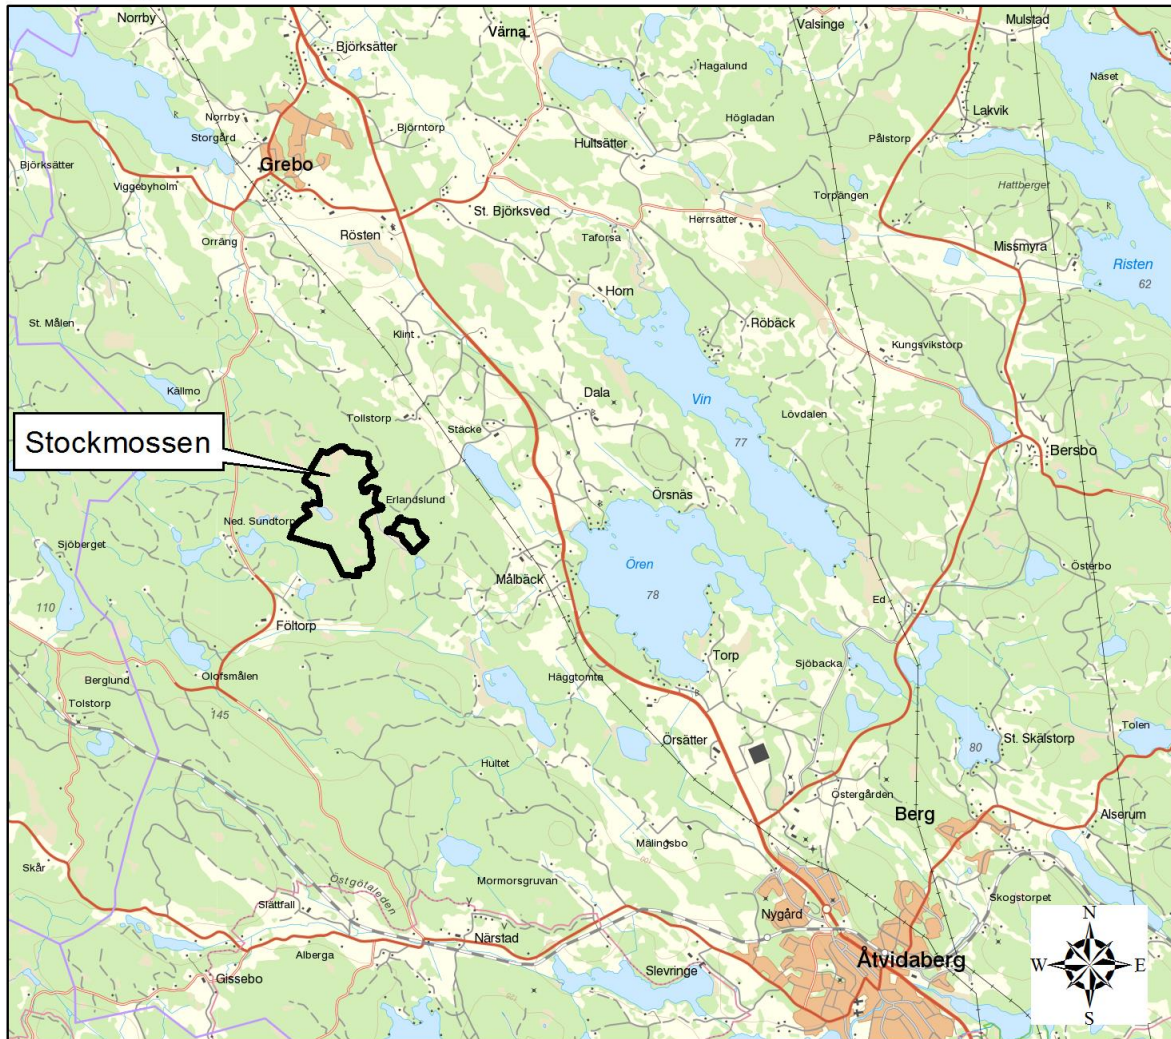 Norrby
Björksätter
Värna
Valsinge
Mulstad
Hagalund
Näset
Norrby
Högladan
Lakvik
Storgård
Björntorp
Hultsätter
Pålstorp
Björksätter
Grebo
Viggebyholm
Hattberget
Torpängen
St. Björksved
Herrsätter
Rösten
Taforsa
Orräng
Missmyra
Risten
62
Horn
St. Målen
Klint
Röbäck
Kungsvikstorp
Källmo
Dala
Vin
Tollstorp
Lövdalen
Stäcke
Stockmossen
77
Bersbo
Erlandslund
Örsnäs
Ned. Sundtorp
Sjöberget
Ören
Österbo
Målbäck
78
110
Ed
Föltorp
Torp
Sjöbacka
Olofsmålen
Häggtomta
Berglund
Tolstorp
145
Tolen
Örsätter
St. Skälstorp
80
Hultet
Östergården
Berg
Alserum
Mälingsbo
Skår
Mormorsgruvan
Östgötaleden
Skogstorpet
Slättfall
Nygård
N
Närstad
Alberga
Åtvidaberg
W
E
Slevringe
Gissebo
S